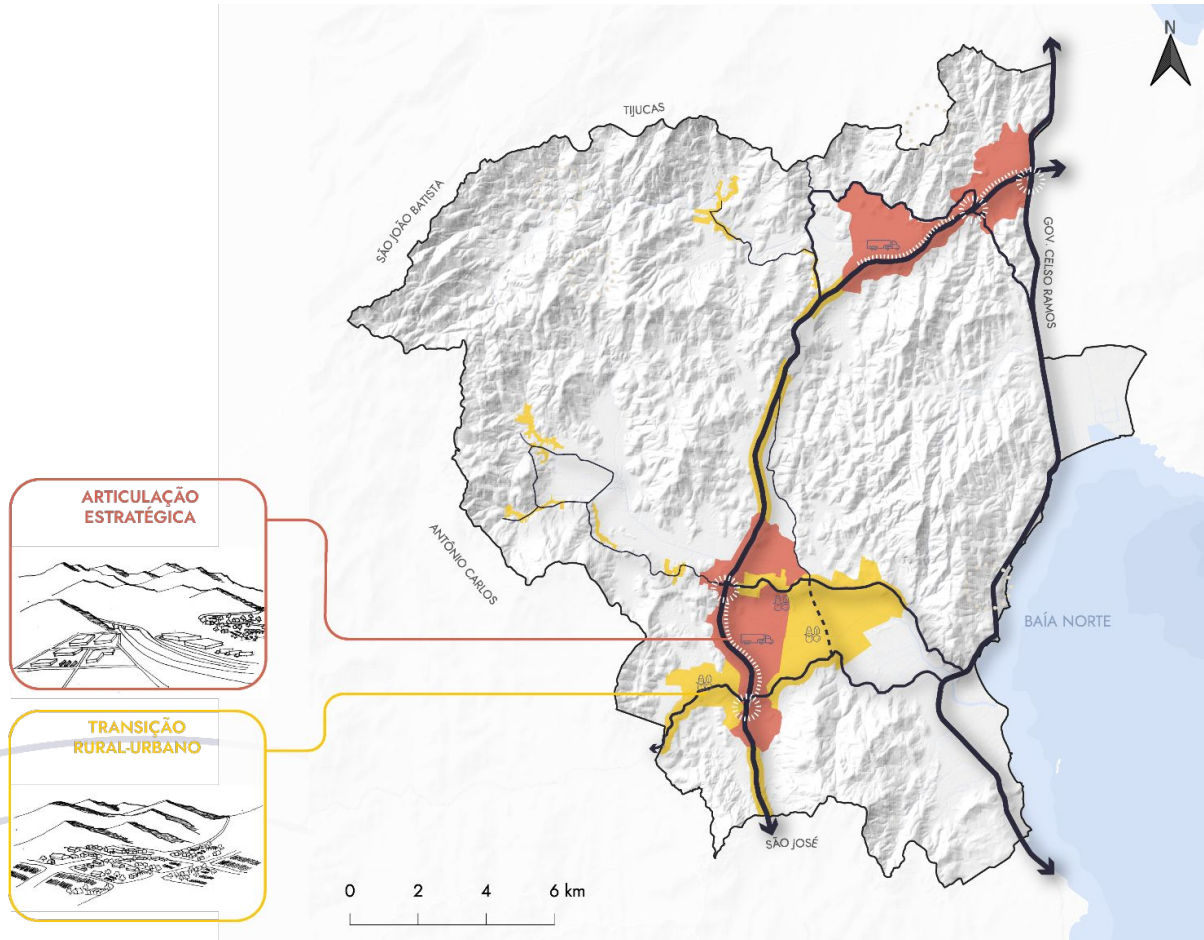 N
TIJUCAS
SÃO JOÃO BATISTA
GOV. CELSO RAMOS
ARTICULAÇÃO
ESTRATÉGICA
ANTÔNIO CARLOS
BAÍA NORTE
TRANSIÇÃO
RURAL-URBANO
SÃO JOSÉ
0 2 4 6 km